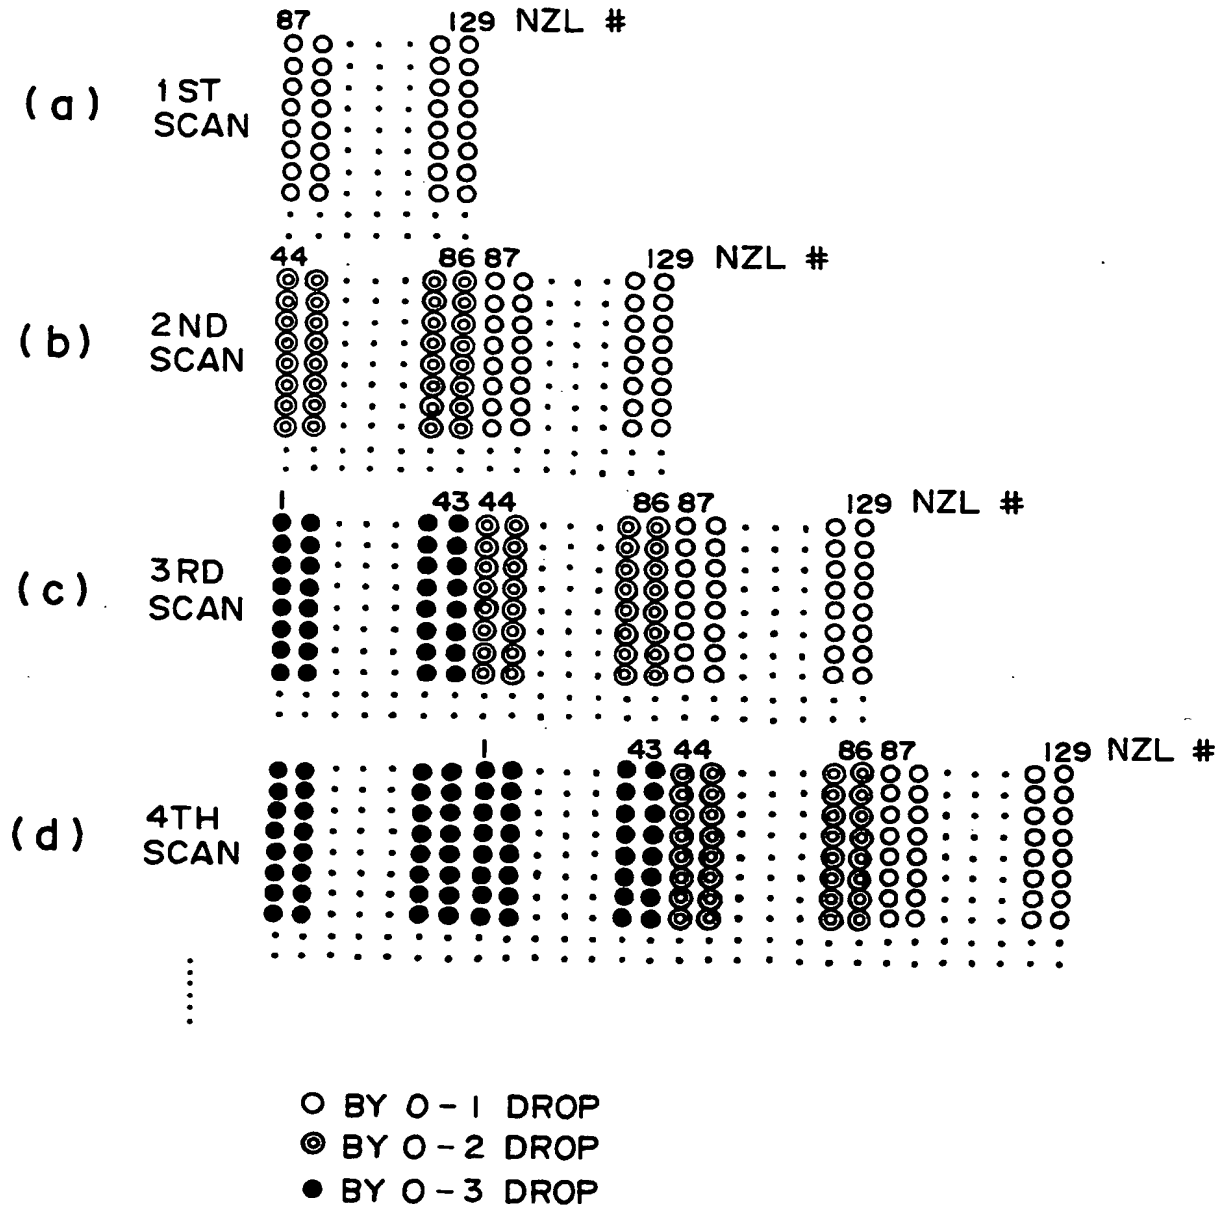 87 129 NZL #
(a) 1ST
SCAN
44 86 87 129 NZL #
(b) 2ND
SCAN
1 43 44 86 87 129 NZL #
(c) 3RD
SCAN
1 43 44 86 87 129 NZL #
(d) 4TH
SCAN
BY 0-1 DROP
BY 0-2 DROP
BY 0-3 DROP